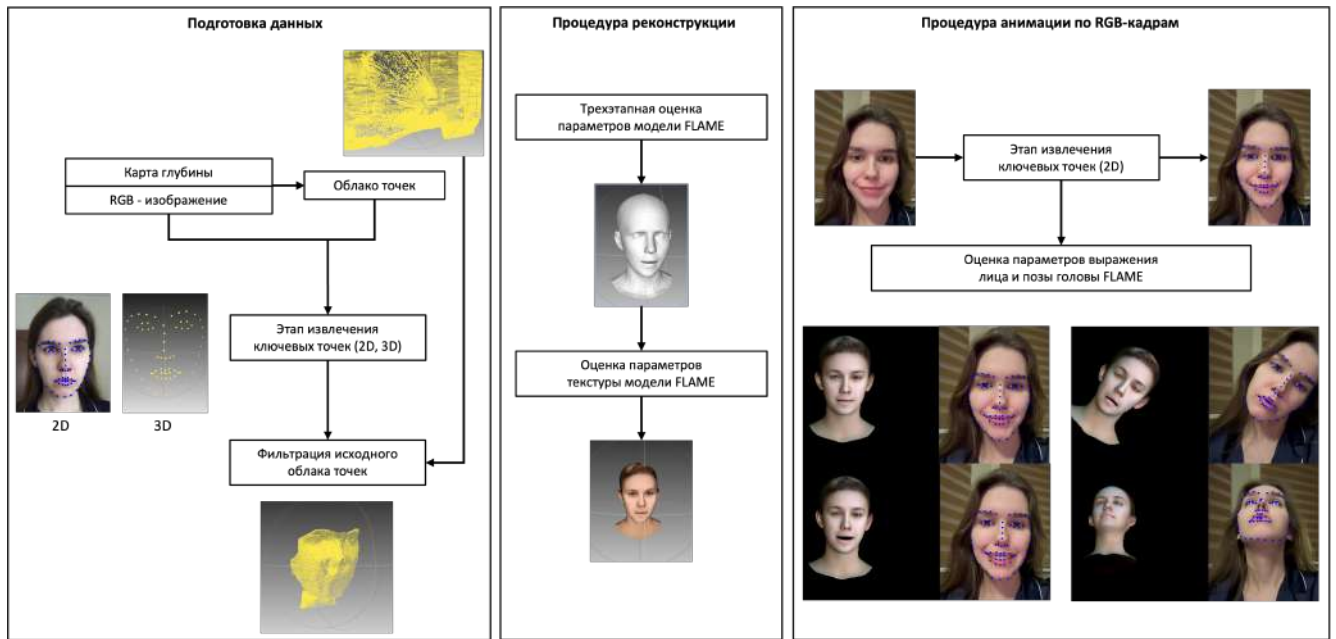 Подготовка данных
Карта глубины
RGB - изображение
Облако точек
Этап извлечения
ключевых точек (2D, 3D)
2D
3D
Фильтрация исходного
облака точек
Процедура реконструкции
Трехэтапная оценка
параметров модели FLAME
Оценка параметров
текстуры модели FLAME
Процедура анимации по RGB-кадрам
Этап извлечения
ключевых точек (2D)
Оценка параметров выражения
лица и позы головы FLAME